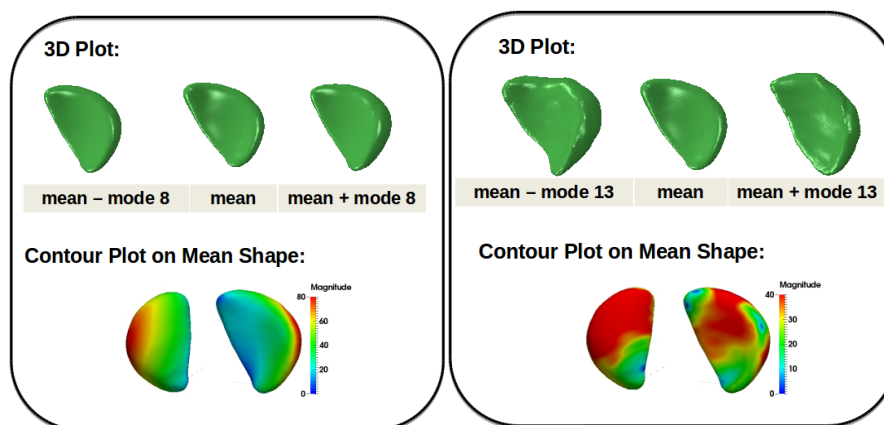 3D Plot:
mean – mode 8 mean mean + mode 8
Contour Plot on Mean Shape:
Magnitude
80
60
40
20
0
3D Plot:
mean – mode 13 mean mean + mode 13
Contour Plot on Mean Shape:
Magnitude
40
30
20
10
0